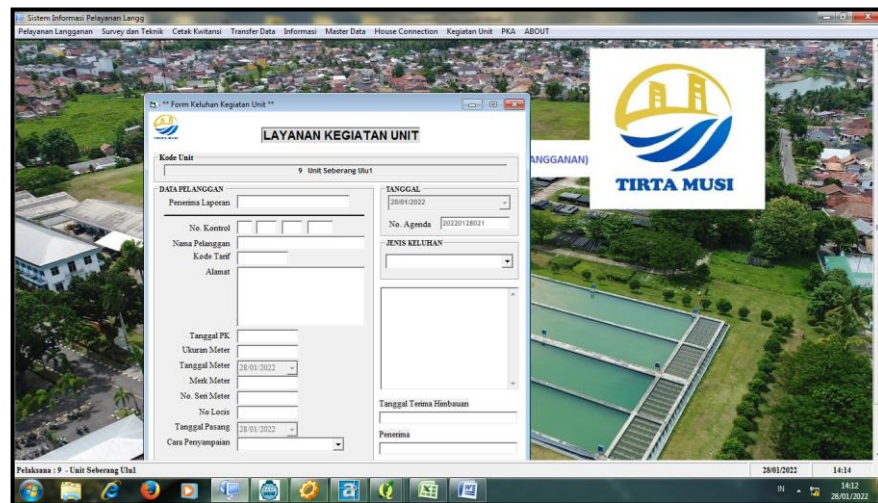 Sistem Informasi Pelayanan Langg
Pelayanan Langganan Survey dan Teknik Cetak Kwitansi Transfer Data Informasi Master Data House Connection Kegiatan Unit PKA ABOUT
** Form Keluhan Kegiatan Unit **
LAYANAN KEGIATAN UNIT
Kode Unit
9 Unit Seberang Ulu1
ANGGANAN)
TIRTA MUSI
DATA PELANGGAN
Penerima Laporan
No. Kontrol
Nama Pelanggan
Kode Tarif
Alamat
Tanggal PK
Ukuran Meter
Tanggal Meter 28/01/2022
Merk Meter
No. Seri Meter
No Locis
Tanggal Pasang 28/01/2022
Cara Penyampaian
TANGGAL
28/01/2022
No. Agenda 20220128021
JENIS KELUHAN
Tanggal Terima Himbauan
Penerima
Pelaksana : 9 - Unit Seberang Ulu1
28/01/2022 14:14
IN 14:12
28/01/2022